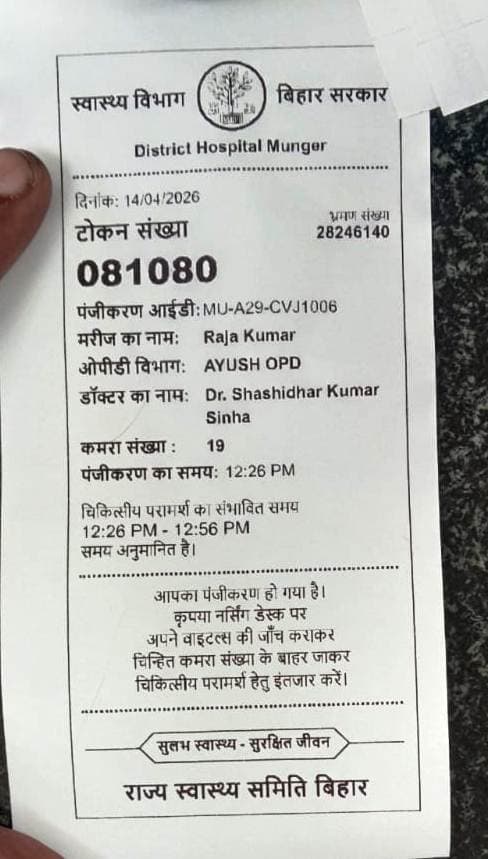 स्वास्थ्य विभाग बिहार सरकार
District Hospital Munger
दिनांक: 14/04/2026
भ्रमण संख्या
टोकन संख्या 28246140
081080
पंजीकरण आईडी: MU-A29-CVJ1006
मरीज का नाम: Raja Kumar
ओपीडी विभाग: AYUSH OPD
डॉक्टर का नाम: Dr. Shashidhar Kumar
Sinha
कमरा संख्या : 19
पंजीकरण का समय: 12:26 PM
चिकित्सीय परामर्श का संभावित समय
12:26 PM - 12:56 PM
समय अनुमानित है।
आपका पंजीकरण हो गया है।
कृपया नर्सिंग डेस्क पर
अपने वाइटल्स की जाँच कराकर
चिन्हित कमरा संख्या के बाहर जाकर
चिकित्सीय परामर्श हेतु इंतजार करें।
सुलभ स्वास्थ्य - सुरक्षित जीवन
राज्य स्वास्थ्य समिति बिहार